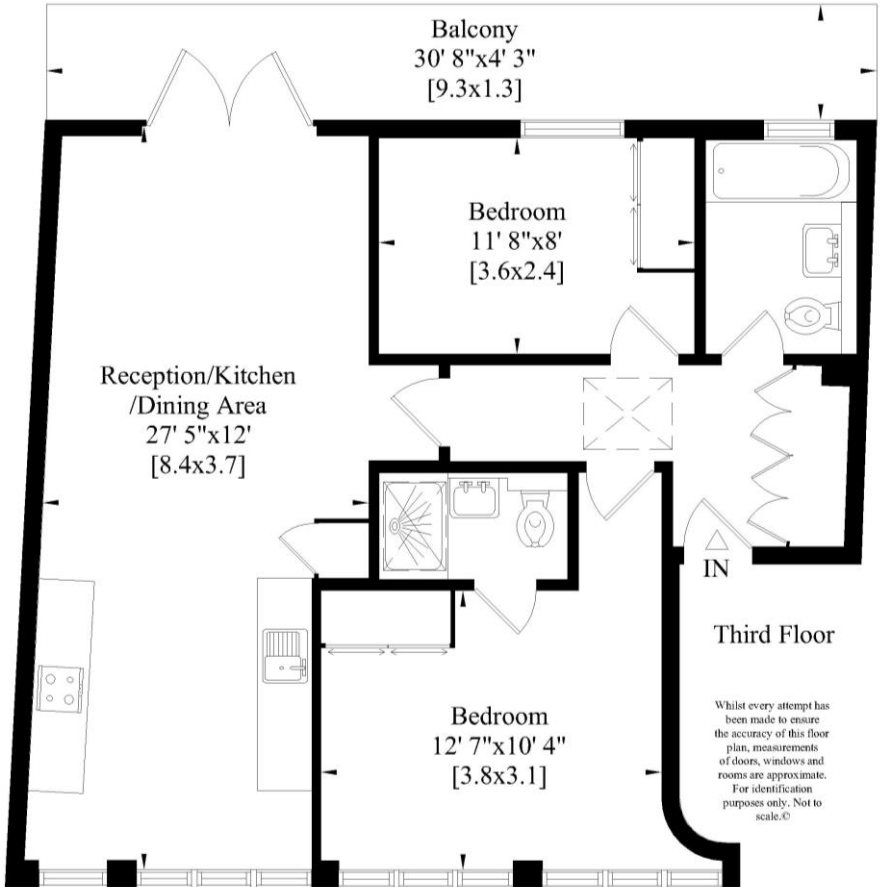 Balcony
30' 8"x4' 3"
[9.3x1.3]
Bedroom
11' 8"x8'
[3.6x2.4]
Reception/Kitchen
/Dining Area
27' 5"x12'
[8.4x3.7]
IN
Third Floor
Bedroom
12' 7"x10' 4"
[3.8x3.1]
Whilst every attempt has
been made to ensure
the accuracy of this floor
plan, measurements
of doors, windows and
rooms are approximate.
For identification
purposes only. Not to
scale.©